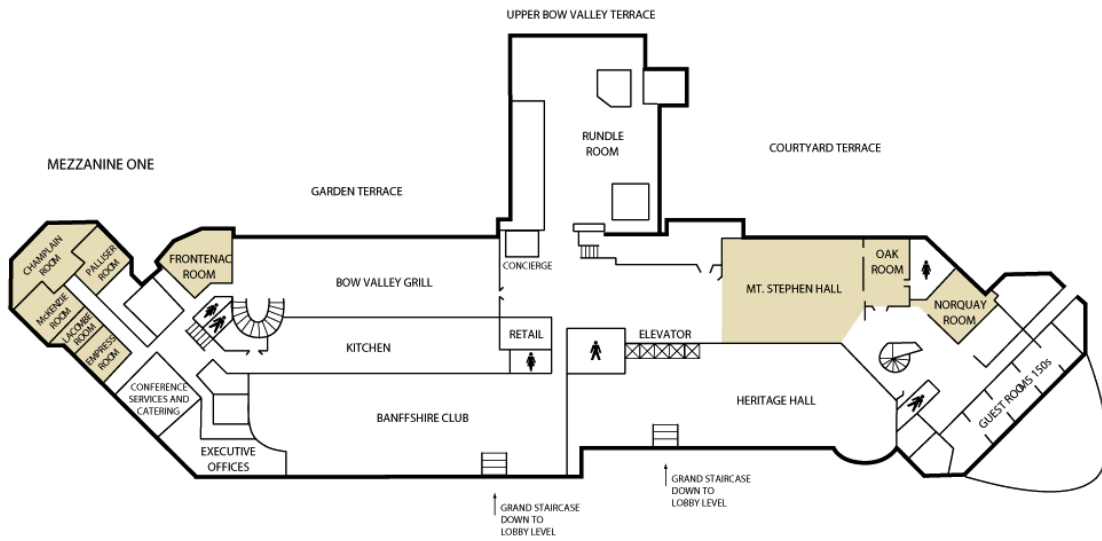 UPPER BOW VALLEY TERRACE
RUNDLE
ROOM
COURTYARD TERRACE
MEZZANINE ONE
GARDEN TERRACE
CHAMPLAIN
ROOM
PALLISER
ROOM
FRONTENAC
ROOM
CONCIERGE
OAK
ROOM
BOW VALLEY GRILL
MT. STEPHEN HALL
McKENZIE
ROOM
LACOMBE
ROOM
EMPRESS
ROOM
NORQUAY
ROOM
RETAIL
ELEVATOR
KITCHEN
CONFERENCE
SERVICES AND
CATERING
BANFFSHIRE CLUB
HERITAGE HALL
GUEST ROOMS 150s
EXECUTIVE
OFFICES
GRAND STAIRCASE
DOWN TO
LOBBY LEVEL
GRAND STAIRCASE
DOWN TO
LOBBY LEVEL